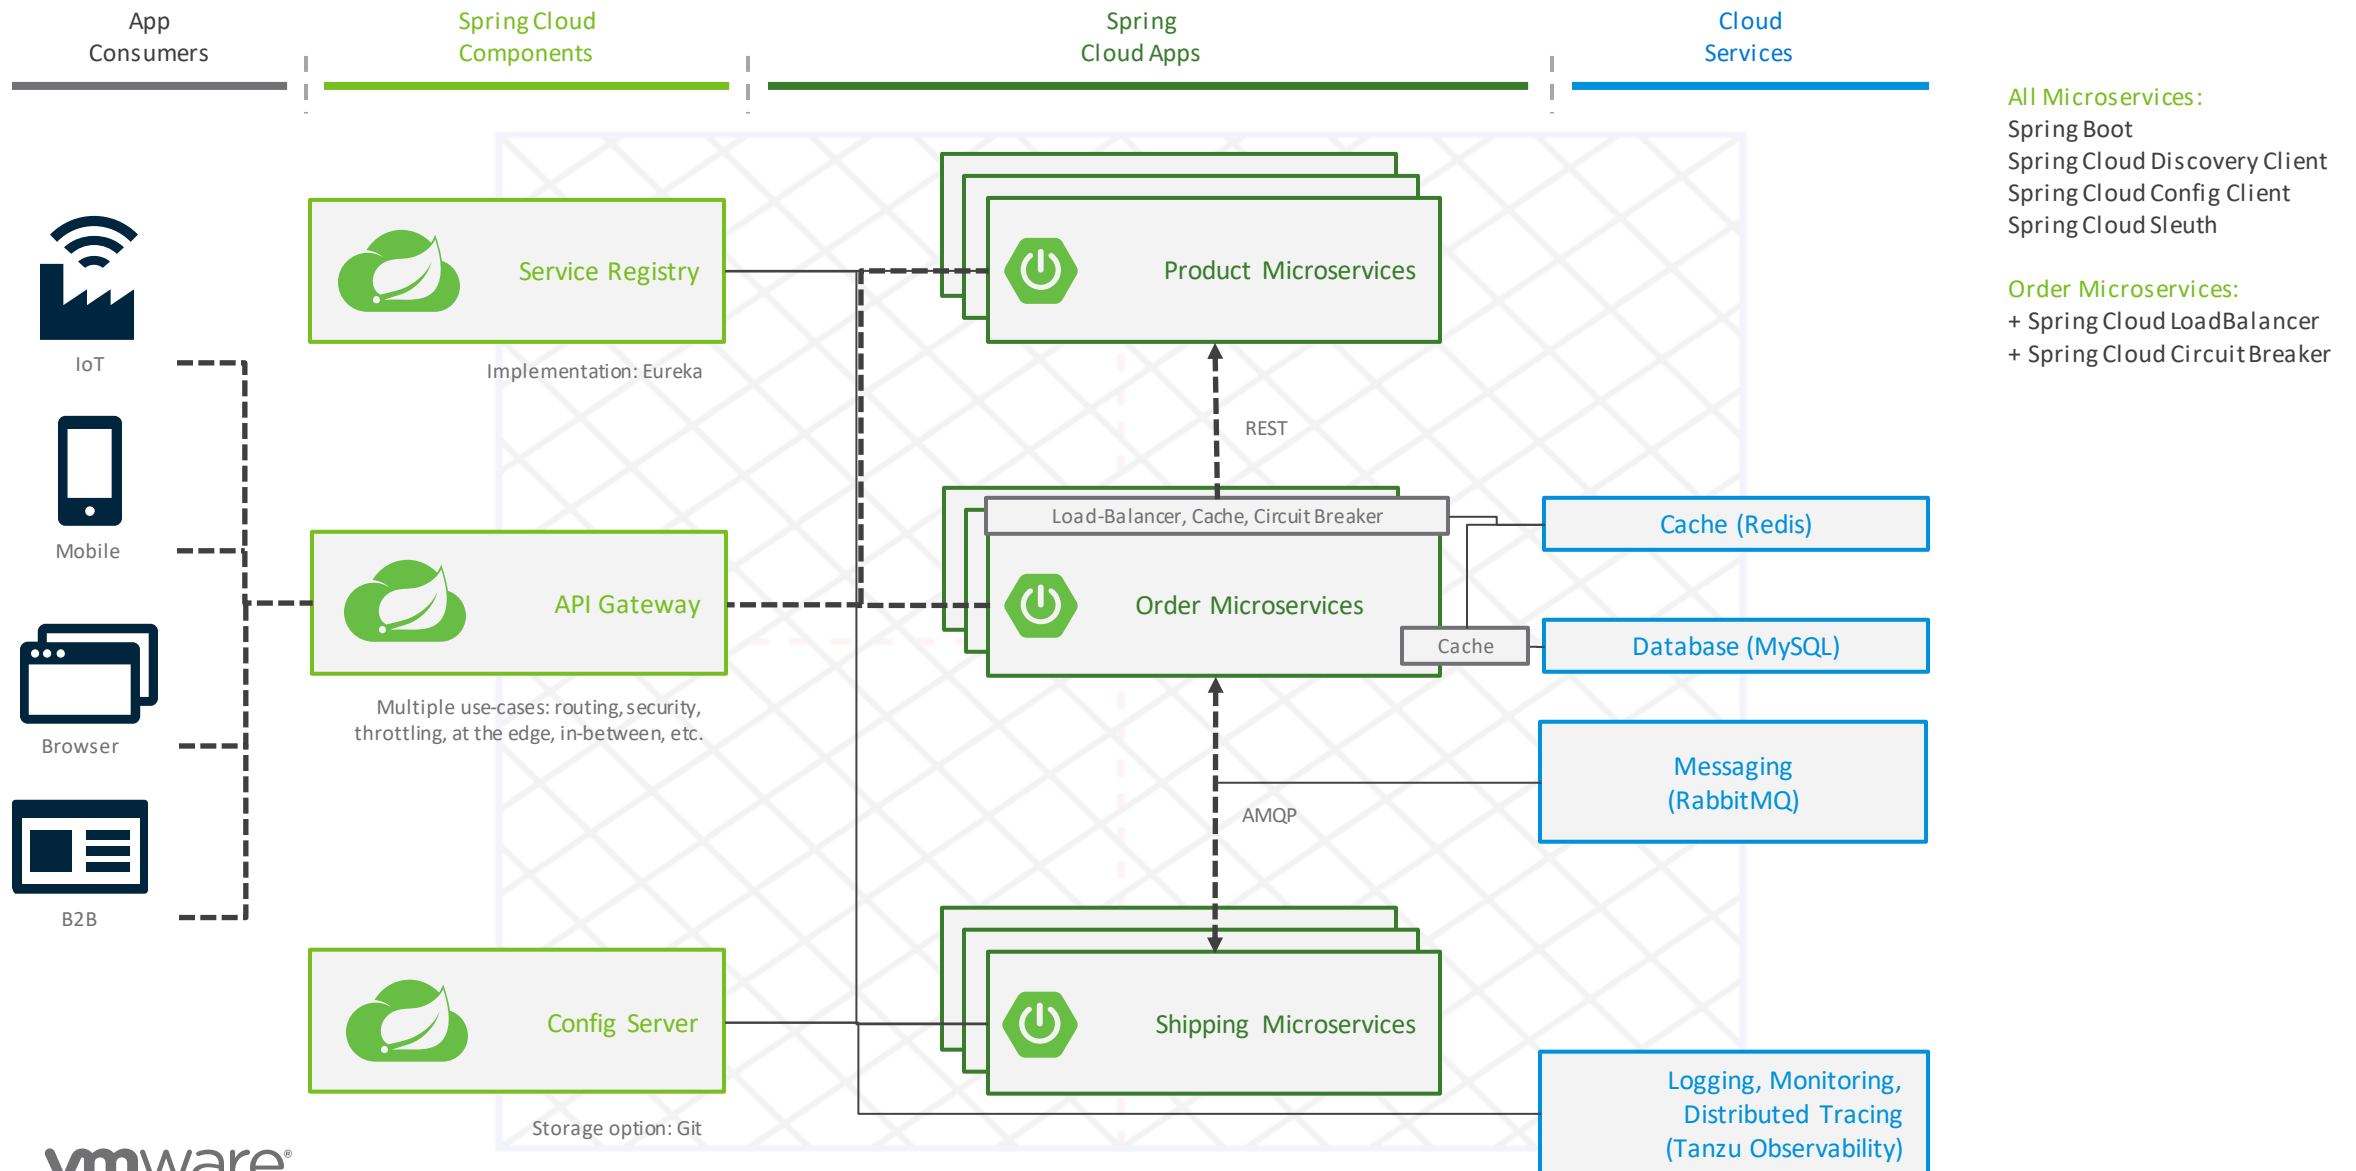 App
Consumers
Spring Cloud
Components
Spring
Cloud Apps
Cloud
Services
All Microservices:
Spring Boot
Spring Cloud Discovery Client
Spring Cloud Config Client
Spring Cloud Sleuth
Order Microservices:
+ Spring Cloud LoadBalancer
+ Spring Cloud Circuit Breaker
IoT
Mobile
Browser
B2B
Service Registry
Implementation: Eureka
API Gateway
Multiple use-cases: routing, security,
throttling, at the edge, in-between, etc.
Config Server
Storage option: Git
Product Microservices
REST
Load-Balancer, Cache, Circuit Breaker
Order Microservices
Cache
AMQP
Shipping Microservices
Cache (Redis)
Database (MySQL)
Messaging
(RabbitMQ)
Logging, Monitoring,
Distributed Tracing
(Tanzu Observability)
vmware®